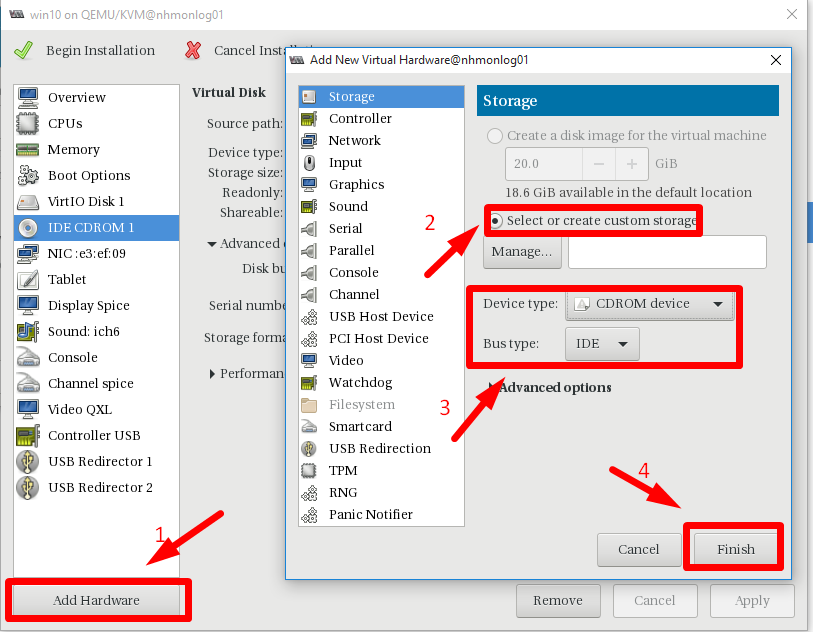 win10 on QEMU/KVM@nhmonlog01
Begin Installation
Cancel Insta
Overview
CPUs
Memory
Boot Options
VirtIO Disk 1
IDE CDROM 1
NIC :e3:ef:09
Tablet
Display Spice
Sound: ich6
Console
Channel spice
Video QXL
Controller USB
USB Redirector 1
USB Redirector 2
1
Add Hardware
Virtual Disk
Source path:
Device type:
Storage size:
Readonly:
Shareable:
Advanced o
Disk bu
Serial numbe
Storage forma
Performan
Add New Virtual Hardware@nhmonlog01
Storage
Controller
Network
Input
Graphics
Sound
Serial
Parallel
Console
Channel
USB Host Device
PCI Host Device
Video
Watchdog
Filesystem
Smartcard
USB Redirection
TPM
RNG
Panic Notifier
Storage
Create a disk image for the virtual machine
20.0 − + GiB
18.6 GiB available in the default location
2
Select or create custom storage
Manage...
Device type: CDROM device
Bus type: IDE
3
Advanced options
4
Cancel Finish
Remove Cancel Apply